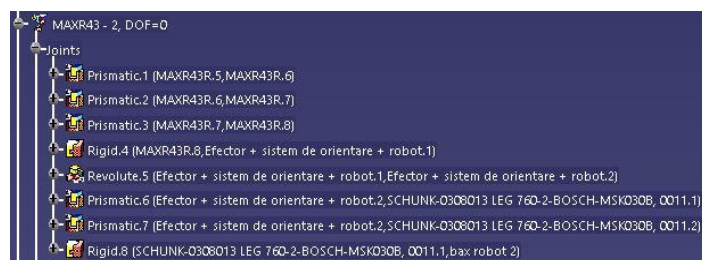 MAXR43 - 2, DOF=0
Joints
Prismatic.1 (MAXR43R.5,MAXR43R.6)
Prismatic.2 (MAXR43R.6,MAXR43R.7)
Prismatic.3 (MAXR43R.7,MAXR43R.8)
Rigid.4 (MAXR43R.8,Efector + sistem de orientare + robot.1)
Revolute.5 (Efector + sistem de orientare + robot.1,Efector + sistem de orientare + robot.2)
Prismatic.6 (Efector + sistem de orientare + robot.2,SCHUNK-0308013 LEG 760-2-BOSCH-MSK030B, 0011.1)
Prismatic.7 (Efector + sistem de orientare + robot.2,SCHUNK-0308013 LEG 760-2-BOSCH-MSK030B, 0011.2)
Rigid.8 (SCHUNK-0308013 LEG 760-2-BOSCH-MSK030B, 0011.1,bax robot 2)